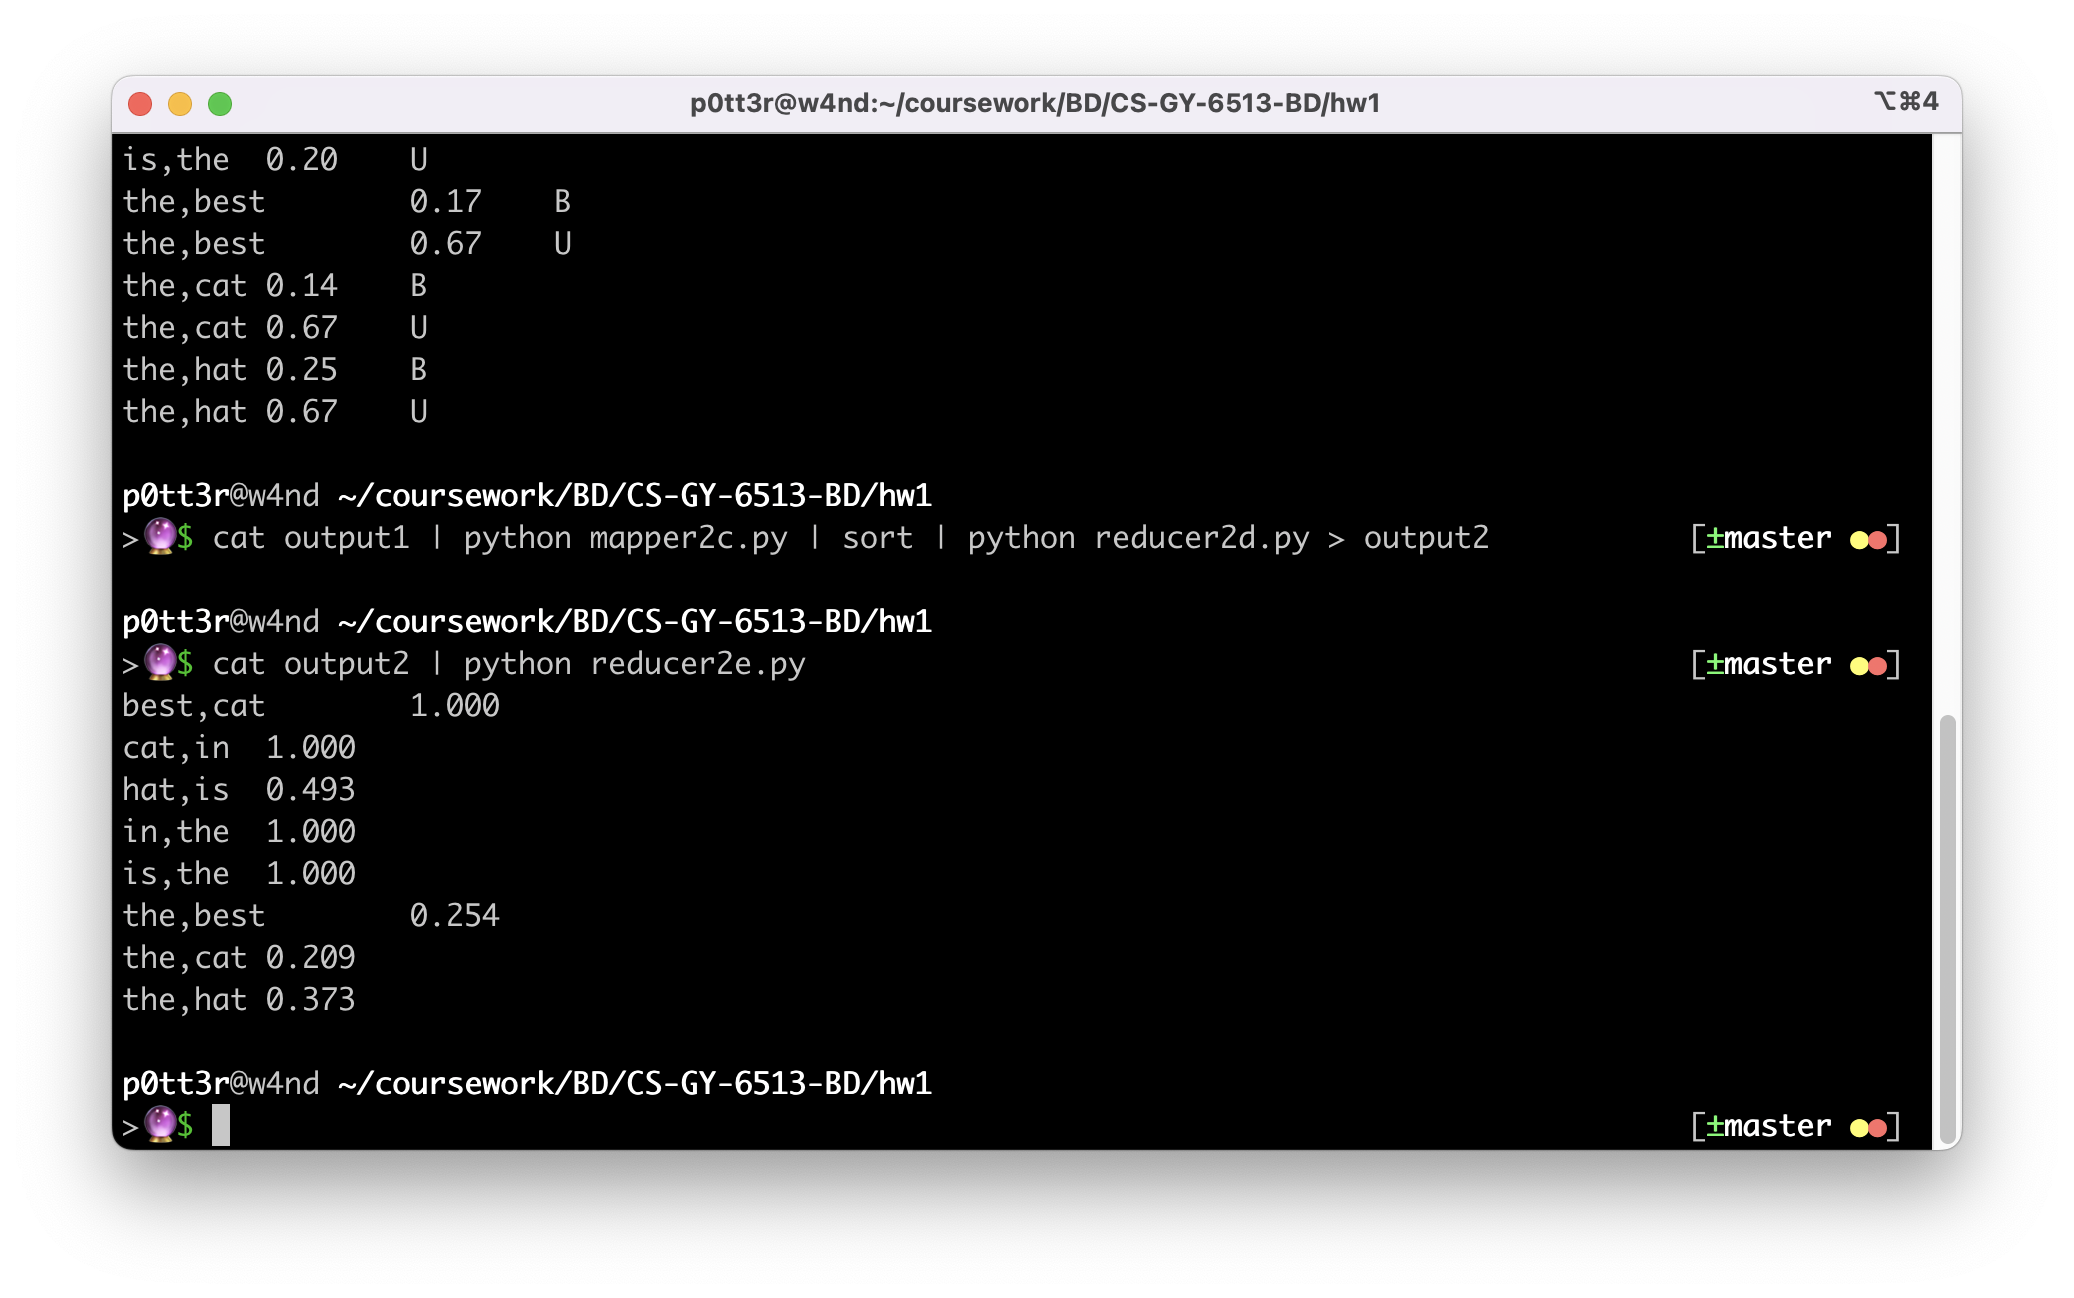 p0tt3r@w4nd:~/coursework/BD/CS-GY-6513-BD/hw1 ⌥⌘4
is,the 0.20 U
the,best 0.17 B
the,best 0.67 U
the,cat 0.14 B
the,cat 0.67 U
the,hat 0.25 B
the,hat 0.67 U
p0tt3r@w4nd ~/coursework/BD/CS-GY-6513-BD/hw1
>🔮$ cat output1 | python mapper2c.py | sort | python reducer2d.py > output2 [±master ●●]
p0tt3r@w4nd ~/coursework/BD/CS-GY-6513-BD/hw1
>🔮$ cat output2 | python reducer2e.py [±master ●●]
best,cat 1.000
cat,in 1.000
hat,is 0.493
in,the 1.000
is,the 1.000
the,best 0.254
the,cat 0.209
the,hat 0.373
p0tt3r@w4nd ~/coursework/BD/CS-GY-6513-BD/hw1
>🔮$ [±master ●●]